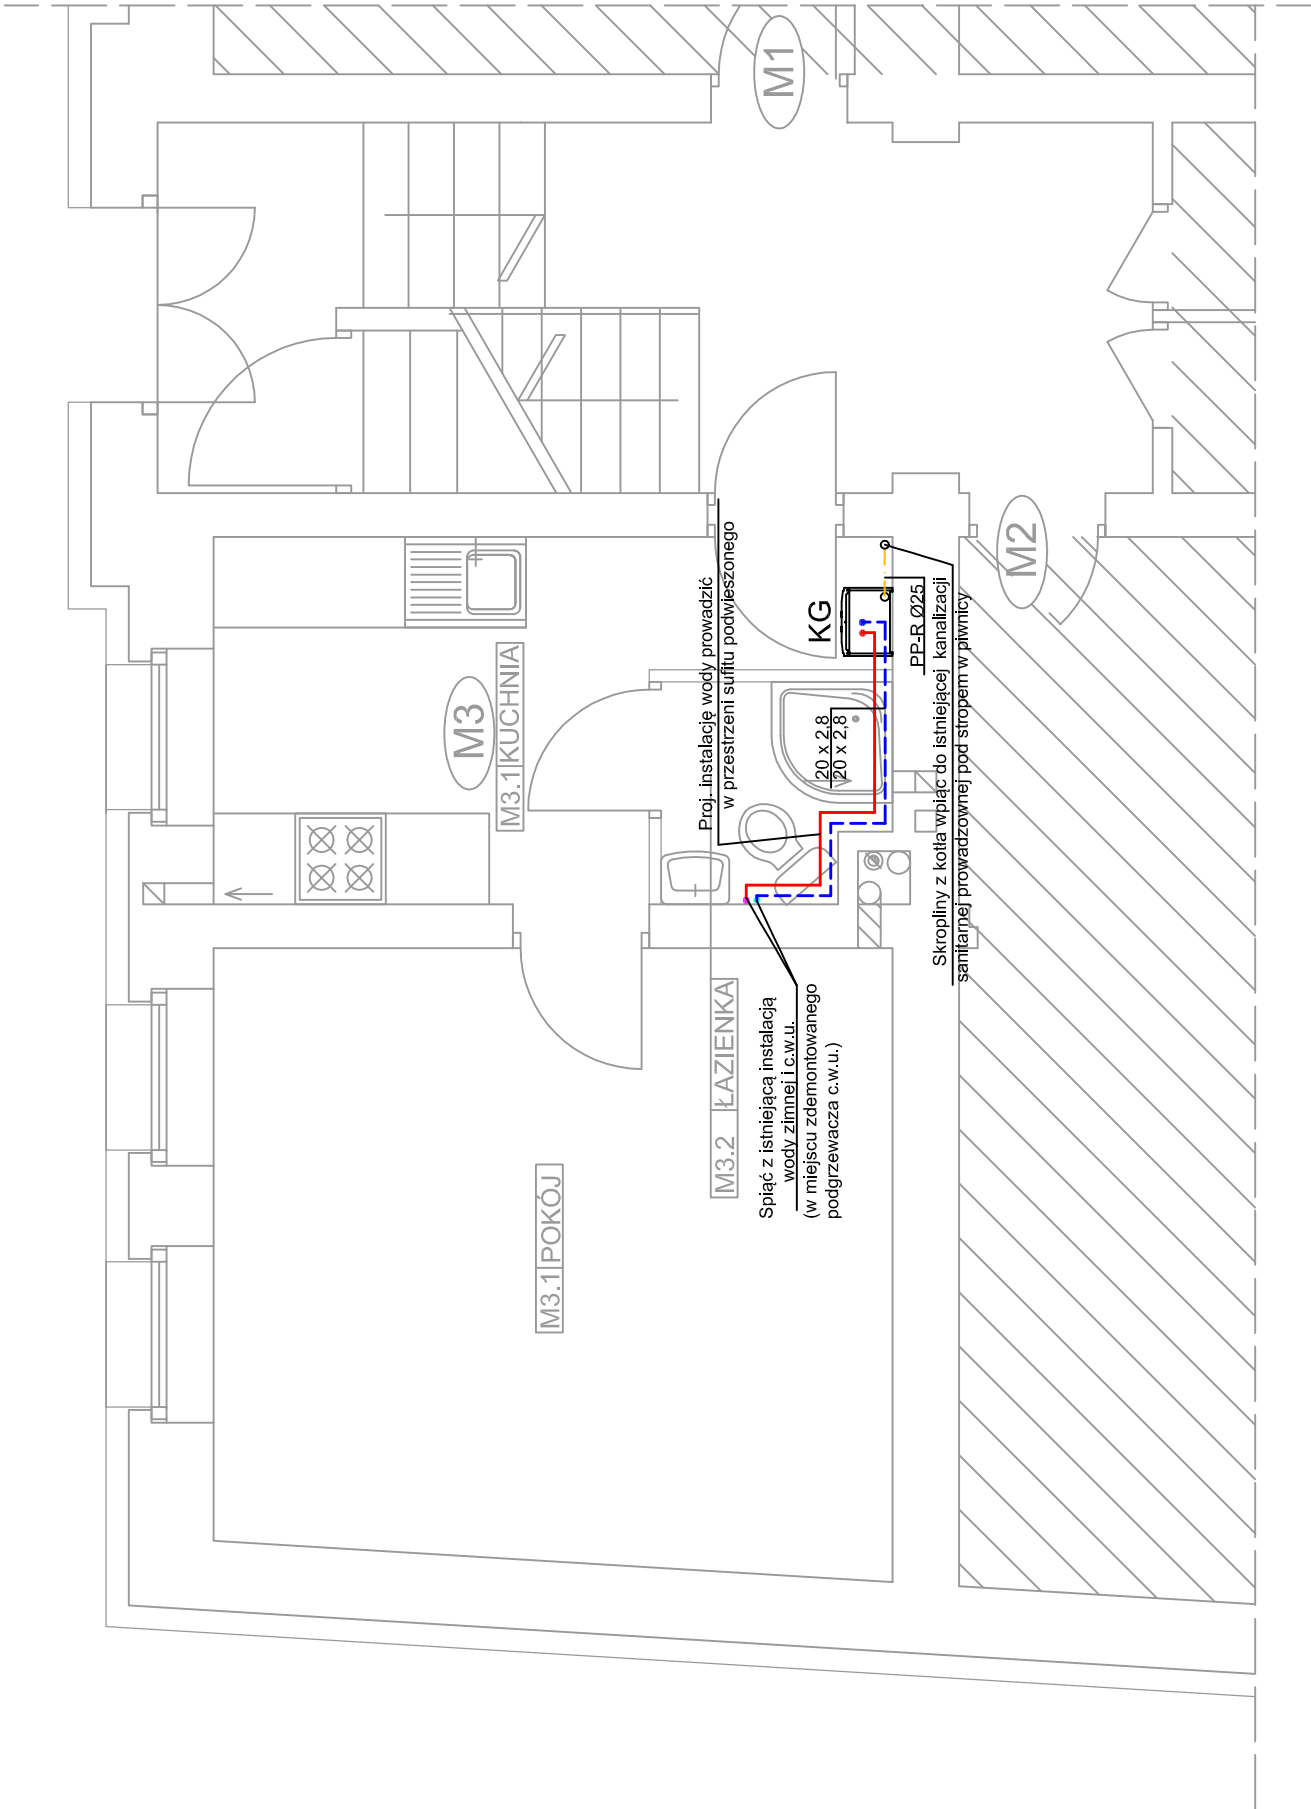 M1
M2
M3
M3.1 KUCHNIA
KG
Proj. instalację wody prowadzić
w przestrzeni sufitu podwieszonego
20 x 2,8
20 x 2,8
PP-R Ø25
Skropliny z kotła wpiąć do istniejącej kanalizacji
sanitarnej prowadzownej pod stropem w piwnicy
M3.2 ŁAZIENKA
Spiąć z istniejącą instalacją
wody zimnej i c.w.u.
(w miejscu zdemontowanego
podgrzewacza c.w.u.)
M3.1 POKÓJ